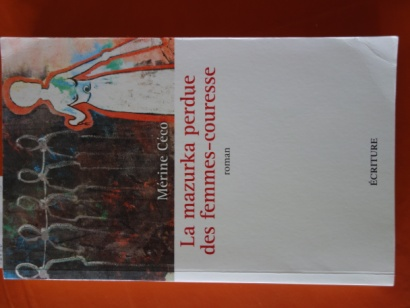 Mérine Céco
La mazurka perdue
des femmes-couresse
roman
ÉCRITURE